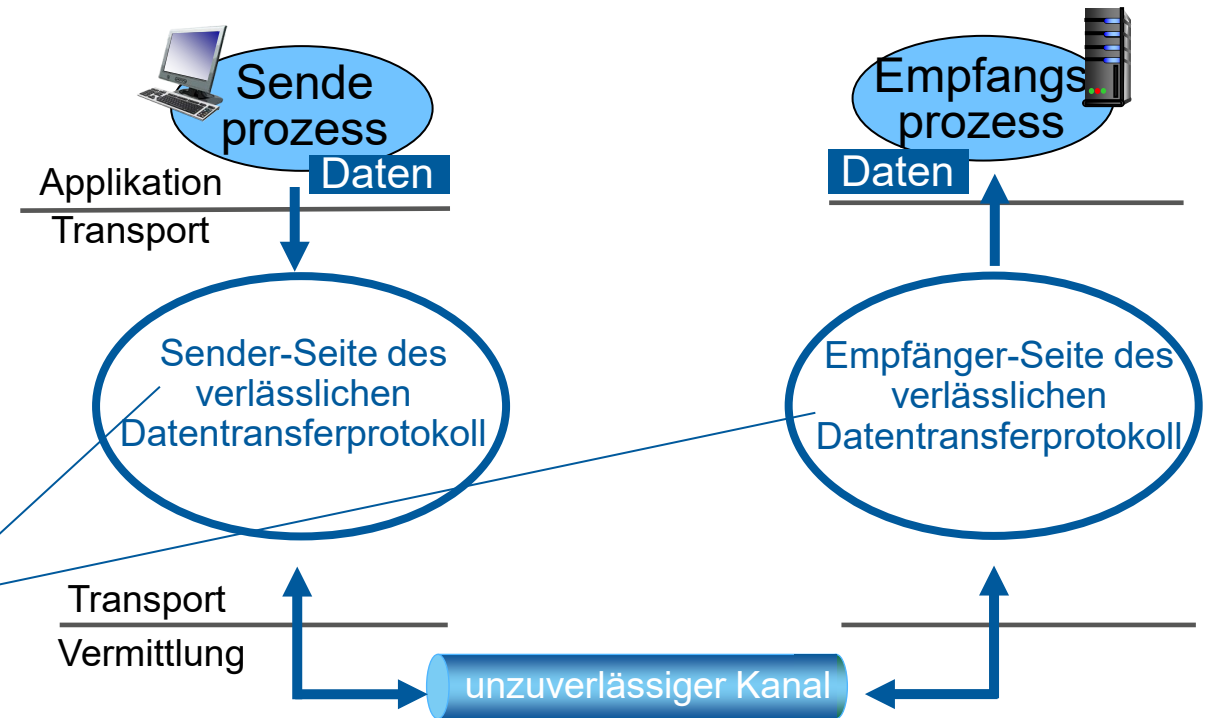 Sende
prozess
Daten
Empfangs
prozess
Daten
Applikation
Transport
Sender-Seite des
verlässlichen
Datentransferprotokoll
Empfänger-Seite des
verlässlichen
Datentransferprotokoll
Transport
Vermittlung
unzuverlässiger Kanal